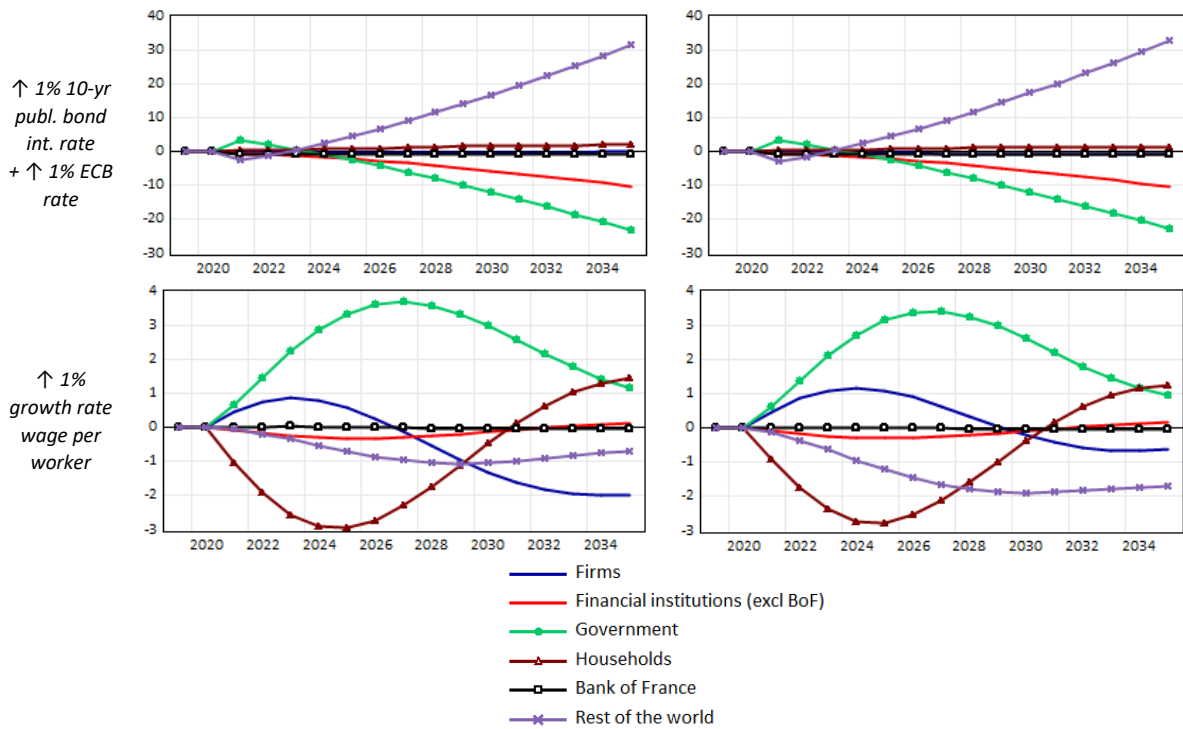 ↑ 1% 10-yr
publ. bond
int. rate
+ ↑ 1% ECB
rate
40
30
20
10
0
-10
-20
-30
2020 2022 2024 2026 2028 2030 2032 2034
40
30
20
10
0
-10
-20
-30
2020 2022 2024 2026 2028 2030 2032 2034
↑ 1%
growth rate
wage per
worker
4
3
2
1
0
-1
-2
-3
2020 2022 2024 2026 2028 2030 2032 2034
4
3
2
1
0
-1
-2
-3
2020 2022 2024 2026 2028 2030 2032 2034
Firms
Financial institutions (excl BoF)
Government
Households
Bank of France
Rest of the world